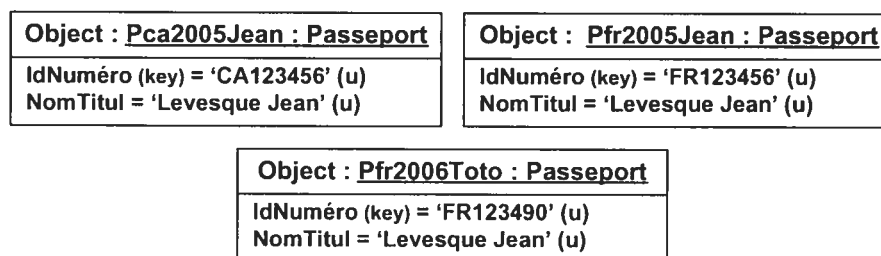 Object : Pca2005Jean : Passeport
IdNuméro (key) = 'CA123456' (u)
NomTitul = 'Levesque Jean' (u)
Object : Pfr2005Jean : Passeport
IdNuméro (key) = 'FR123456' (u)
NomTitul = 'Levesque Jean' (u)
Object : Pfr2006Toto : Passeport
IdNuméro (key) = 'FR123490' (u)
NomTitul = 'Levesque Jean' (u)